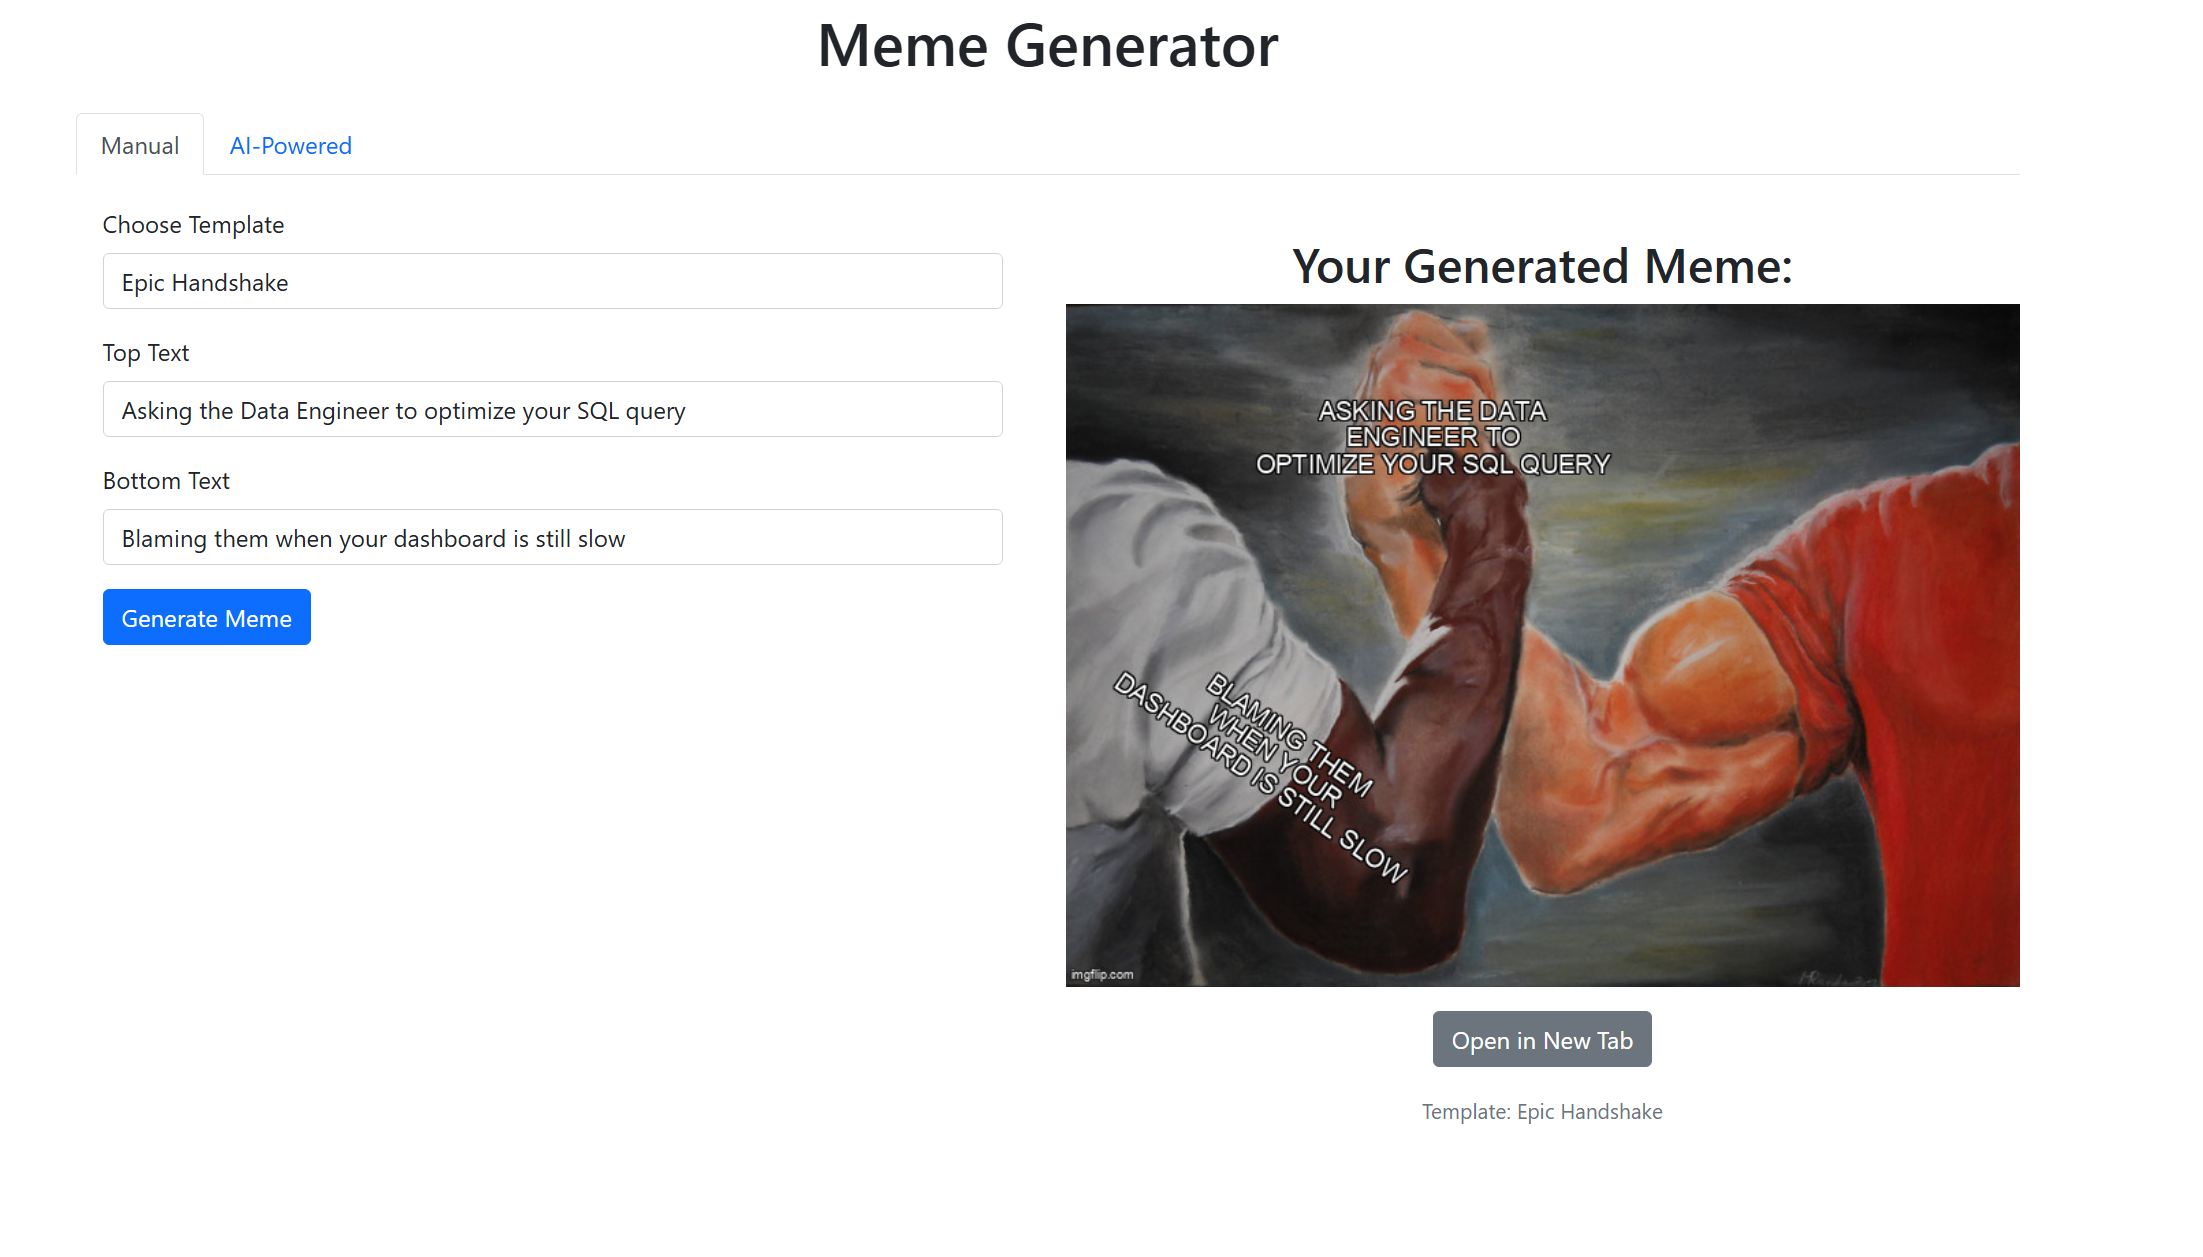 Meme Generator
Manual
AI-Powered
Choose Template
Epic Handshake
Top Text
Asking the Data Engineer to optimize your SQL query
Bottom Text
Blaming them when your dashboard is still slow
Generate Meme
Your Generated Meme:
ASKING THE DATA
ENGINEER TO
OPTIMIZE YOUR SQL QUERY
BLAMING THEM
WHEN YOUR
DASHBOARD IS STILL SLOW
imgflip.com
Open in New Tab
Template: Epic Handshake